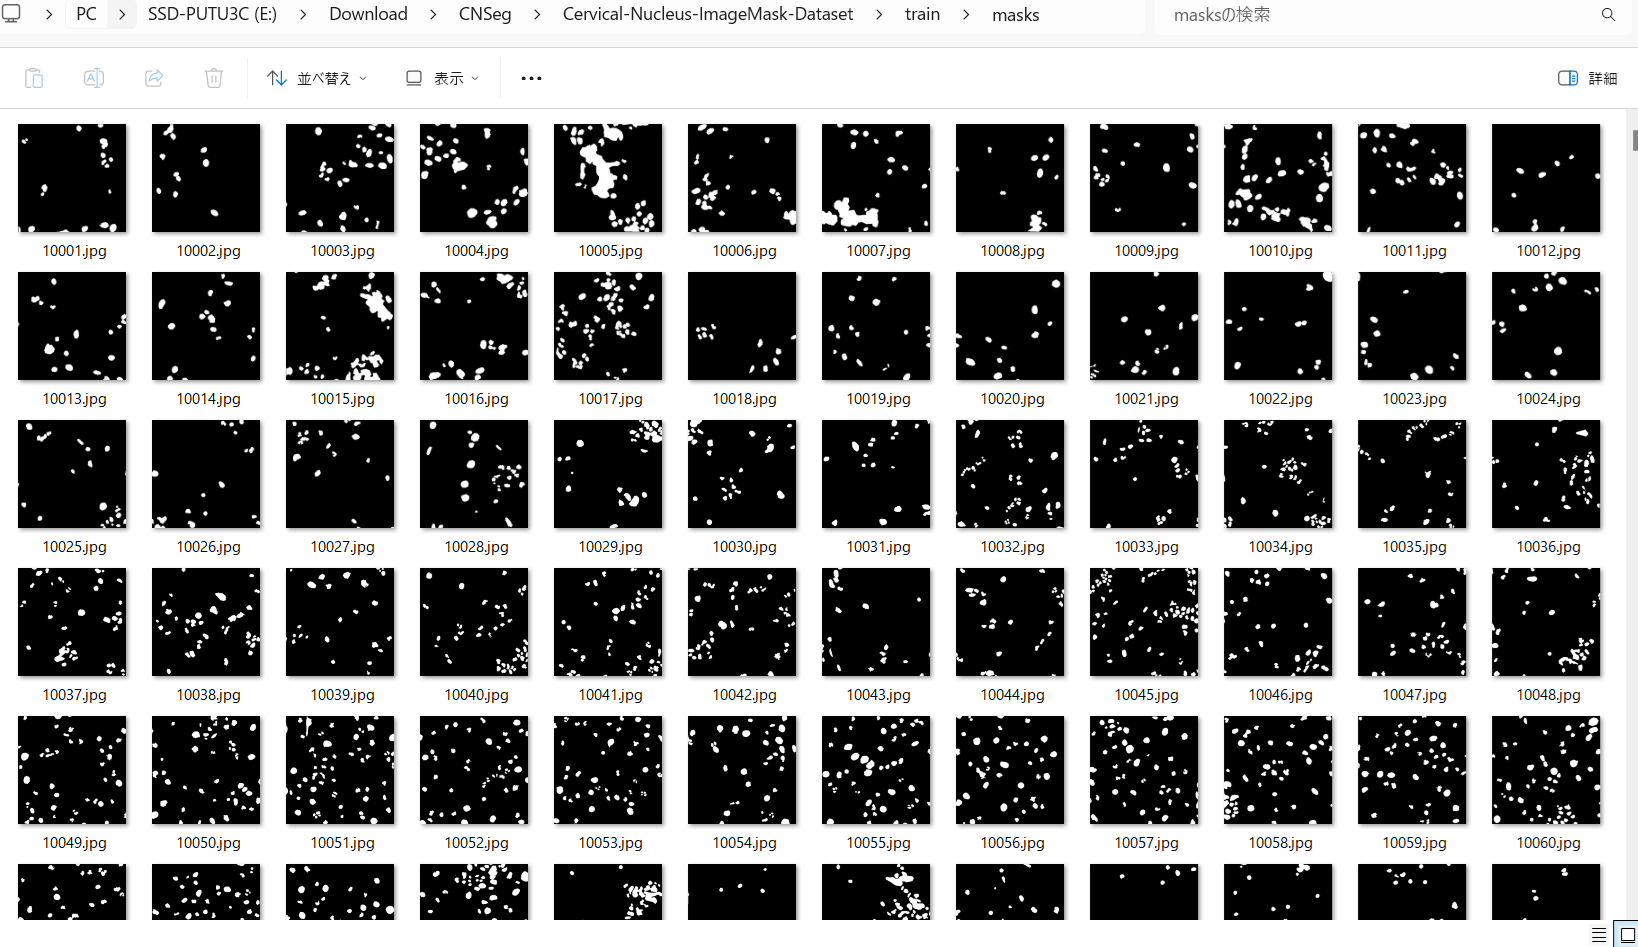 PC > SSD-PUTU3C (E:) > Download > CNSeg > Cervical-Nucleus-ImageMask-Dataset > train > masks
masksの検索
並べ替え 表示 ••• 詳細
10001.jpg 10002.jpg 10003.jpg 10004.jpg 10005.jpg 10006.jpg 10007.jpg 10008.jpg 10009.jpg 10010.jpg 10011.jpg 10012.jpg
10013.jpg 10014.jpg 10015.jpg 10016.jpg 10017.jpg 10018.jpg 10019.jpg 10020.jpg 10021.jpg 10022.jpg 10023.jpg 10024.jpg
10025.jpg 10026.jpg 10027.jpg 10028.jpg 10029.jpg 10030.jpg 10031.jpg 10032.jpg 10033.jpg 10034.jpg 10035.jpg 10036.jpg
10037.jpg 10038.jpg 10039.jpg 10040.jpg 10041.jpg 10042.jpg 10043.jpg 10044.jpg 10045.jpg 10046.jpg 10047.jpg 10048.jpg
10049.jpg 10050.jpg 10051.jpg 10052.jpg 10053.jpg 10054.jpg 10055.jpg 10056.jpg 10057.jpg 10058.jpg 10059.jpg 10060.jpg